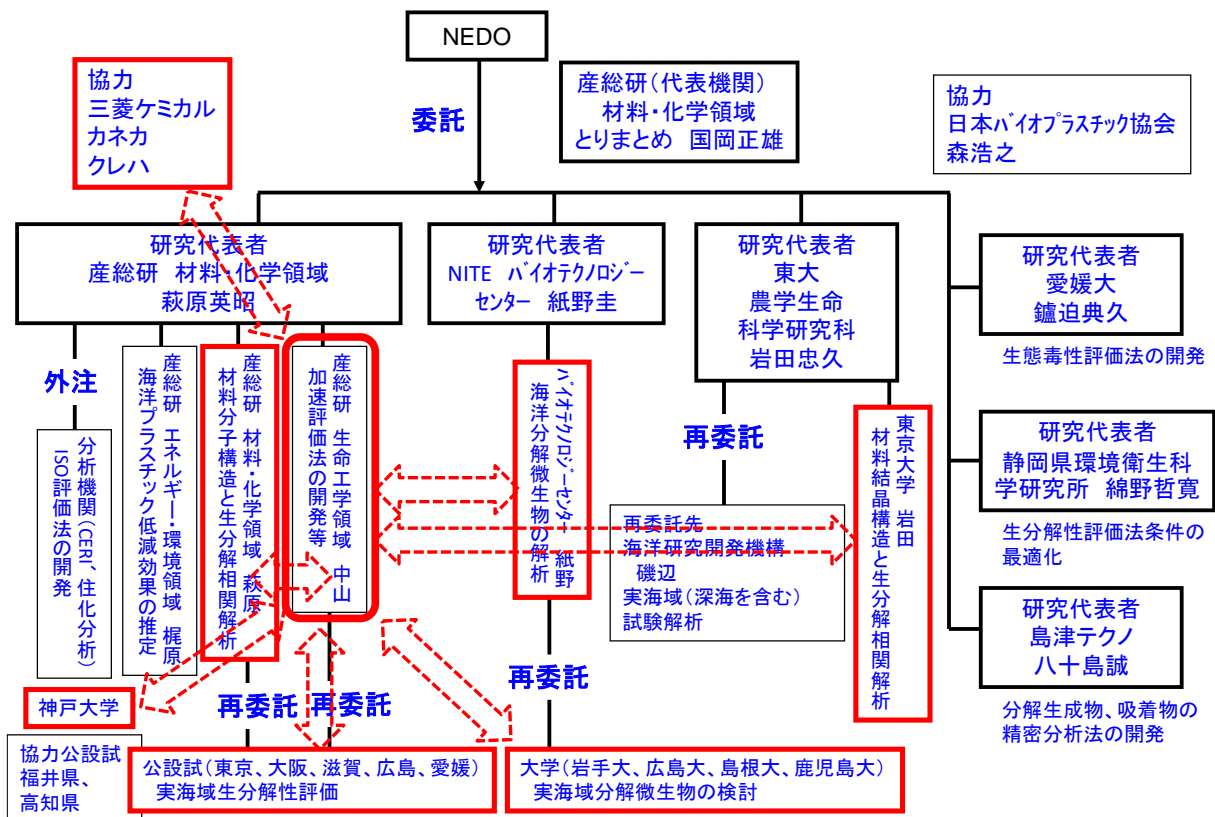 NEDO
協力
三菱ケミカル
カネカ
クレハ
委託
産総研(代表機関)
材料・化学領域
とりまとめ 国岡正雄
協力
日本バイオプラスチック協会
森浩之
研究代表者
産総研 材料・化学領域
萩原英昭
研究代表者
NITE バイオテクノロジー
センター 紙野圭
研究代表者
東大
農学生命
科学研究科
岩田忠久
研究代表者
愛媛大
鑪迫典久
生態毒性評価法の開発
研究代表者
静岡県環境衛生科
学研究所 綿野哲寛
生分解性評価法条件の
最適化
研究代表者
島津テクノ
八十島誠
分解生成物、吸着物の
精密分析法の開発
外注
分析機関(CERI、住化分析)
ISO評価法の開発
産総研 エネルギー・環境領域 梶原
海洋プラスチック低減効果の推定
産総研 材料・化学領域 萩原
材料分子構造と生分解相関解析
産総研 生命工学領域 中山
加速評価法の開発等
バイオテクノロジーセンター 紙野
海洋分解微生物の解析
再委託
再委託先
海洋研究開発機構
磯辺
実海域(深海を含む)
試験解析
東京大学 岩田
材料結晶構造と生分解相関解析
神戸大学
再委託
再委託
再委託
協力公設試
福井県、
高知県
公設試(東京、大阪、滋賀、広島、愛媛)
実海域生分解性評価
大学(岩手大、広島大、島根大、鹿児島大)
実海域分解微生物の検討